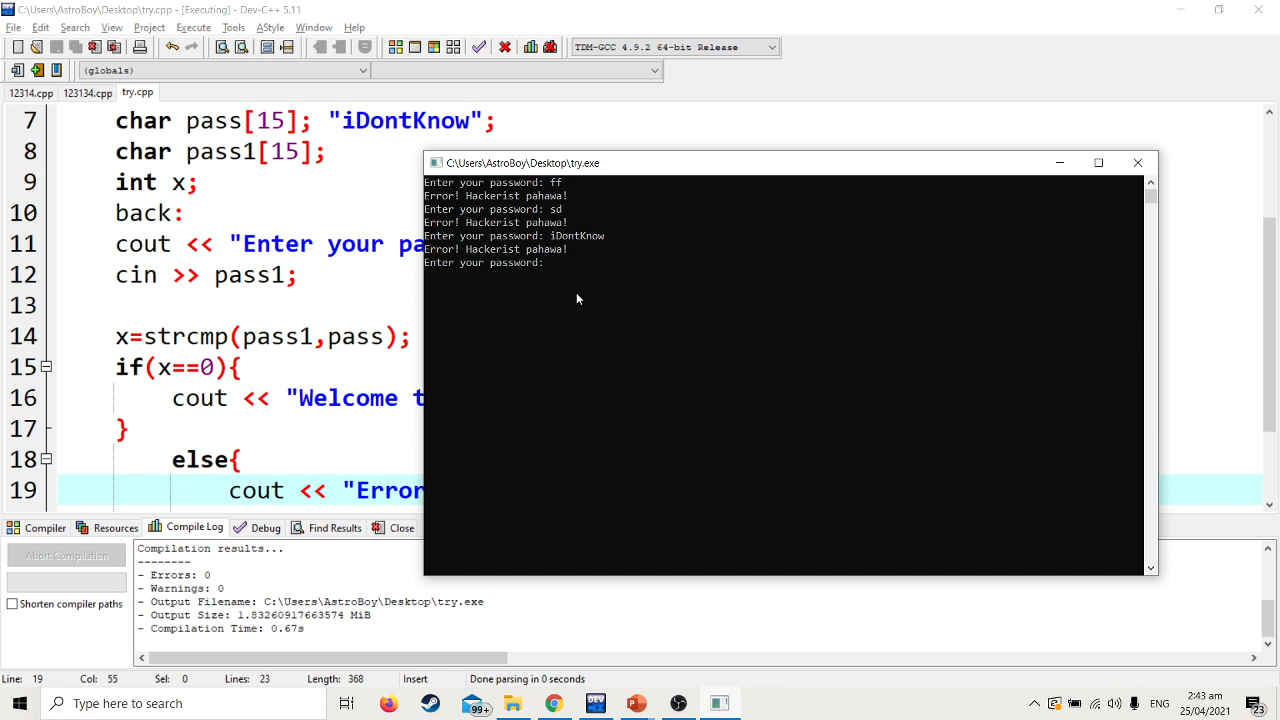 C:\Users\AstroBoy\Desktop\try.cpp - [Executing] - Dev-C++ 5.11
File Edit Search View Project Execute Tools AStyle Window Help
TDM-GCC 4.9.2 64-bit Release
(globals)
12314.cpp 123134.cpp try.cpp
7 char pass[15]; "iDontKnow";
8 char pass1[15];
9 int x;
10 back:
11 cout << "Enter your pa
12 cin >> pass1;
13
14 x=strcmp(pass1,pass);
15 if(x==0){
16 cout << "Welcome t
17 }
18 else{
19 cout << "Error
C:\Users\AstroBoy\Desktop\try.exe
Enter your password: ff
Error! Hackerist pahawa!
Enter your password: sd
Error! Hackerist pahawa!
Enter your password: iDontKnow
Error! Hackerist pahawa!
Enter your password:
Compiler Resources Compile Log Debug Find Results Close
Abort Compilation
Shorten compiler paths
Compilation results...
--------
- Errors: 0
- Warnings: 0
- Output Filename: C:\Users\AstroBoy\Desktop\try.exe
- Output Size: 1.83260917663574 MiB
- Compilation Time: 0.67s
Line: 19 Col: 55 Sel: 0 Lines: 23 Length: 368 Insert Done parsing in 0 seconds
Type here to search
99+
ENG
2:43 am
25/04/2021
23